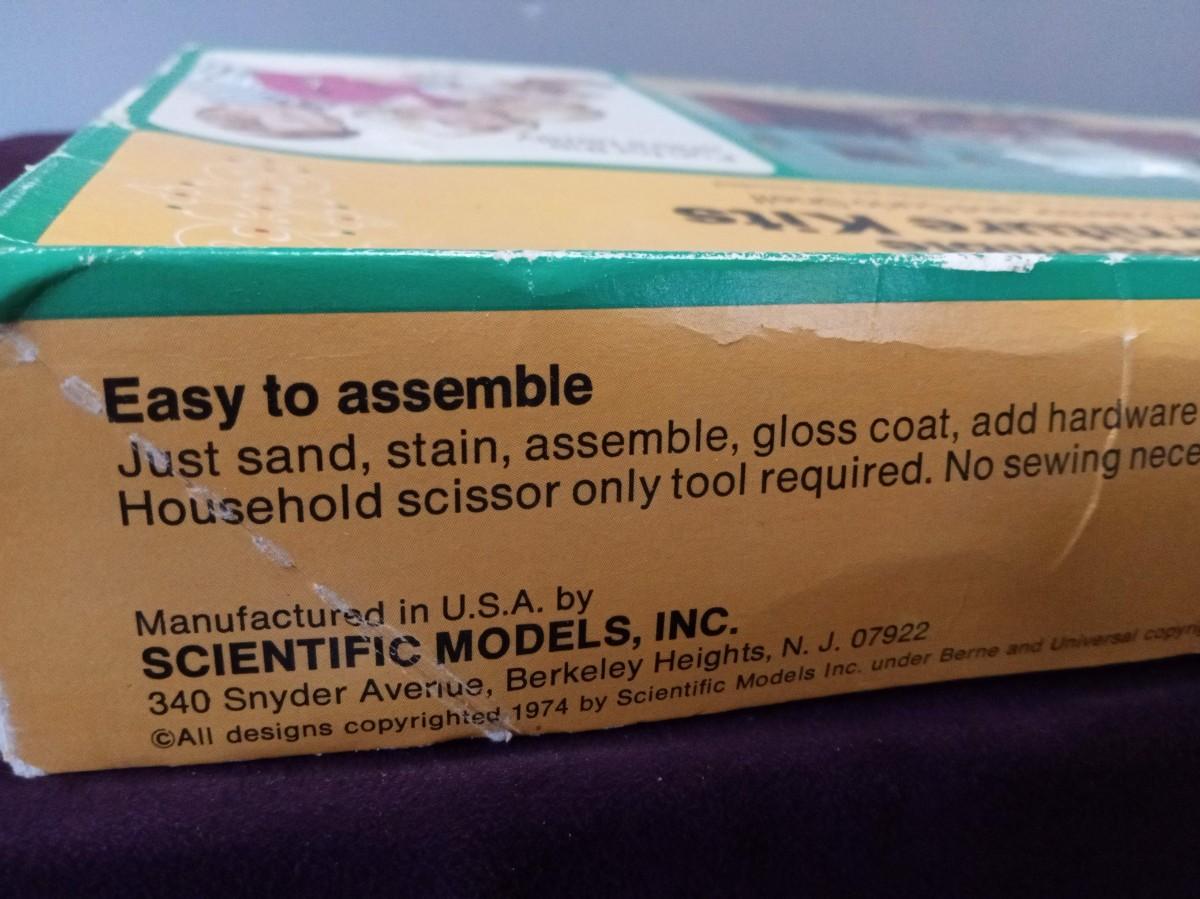 Kits
Easy to assemble
Just sand, stain, assemble, gloss coat, add hardware
Household scissor only tool required. No sewing nece
Manufactured in U.S.A. by
SCIENTIFIC MODELS, INC.
340 Snyder Avenue, Berkeley Heights, N. J. 07922
©All designs copyrighted 1974 by Scientific Models Inc. under Berne and Universal copyr